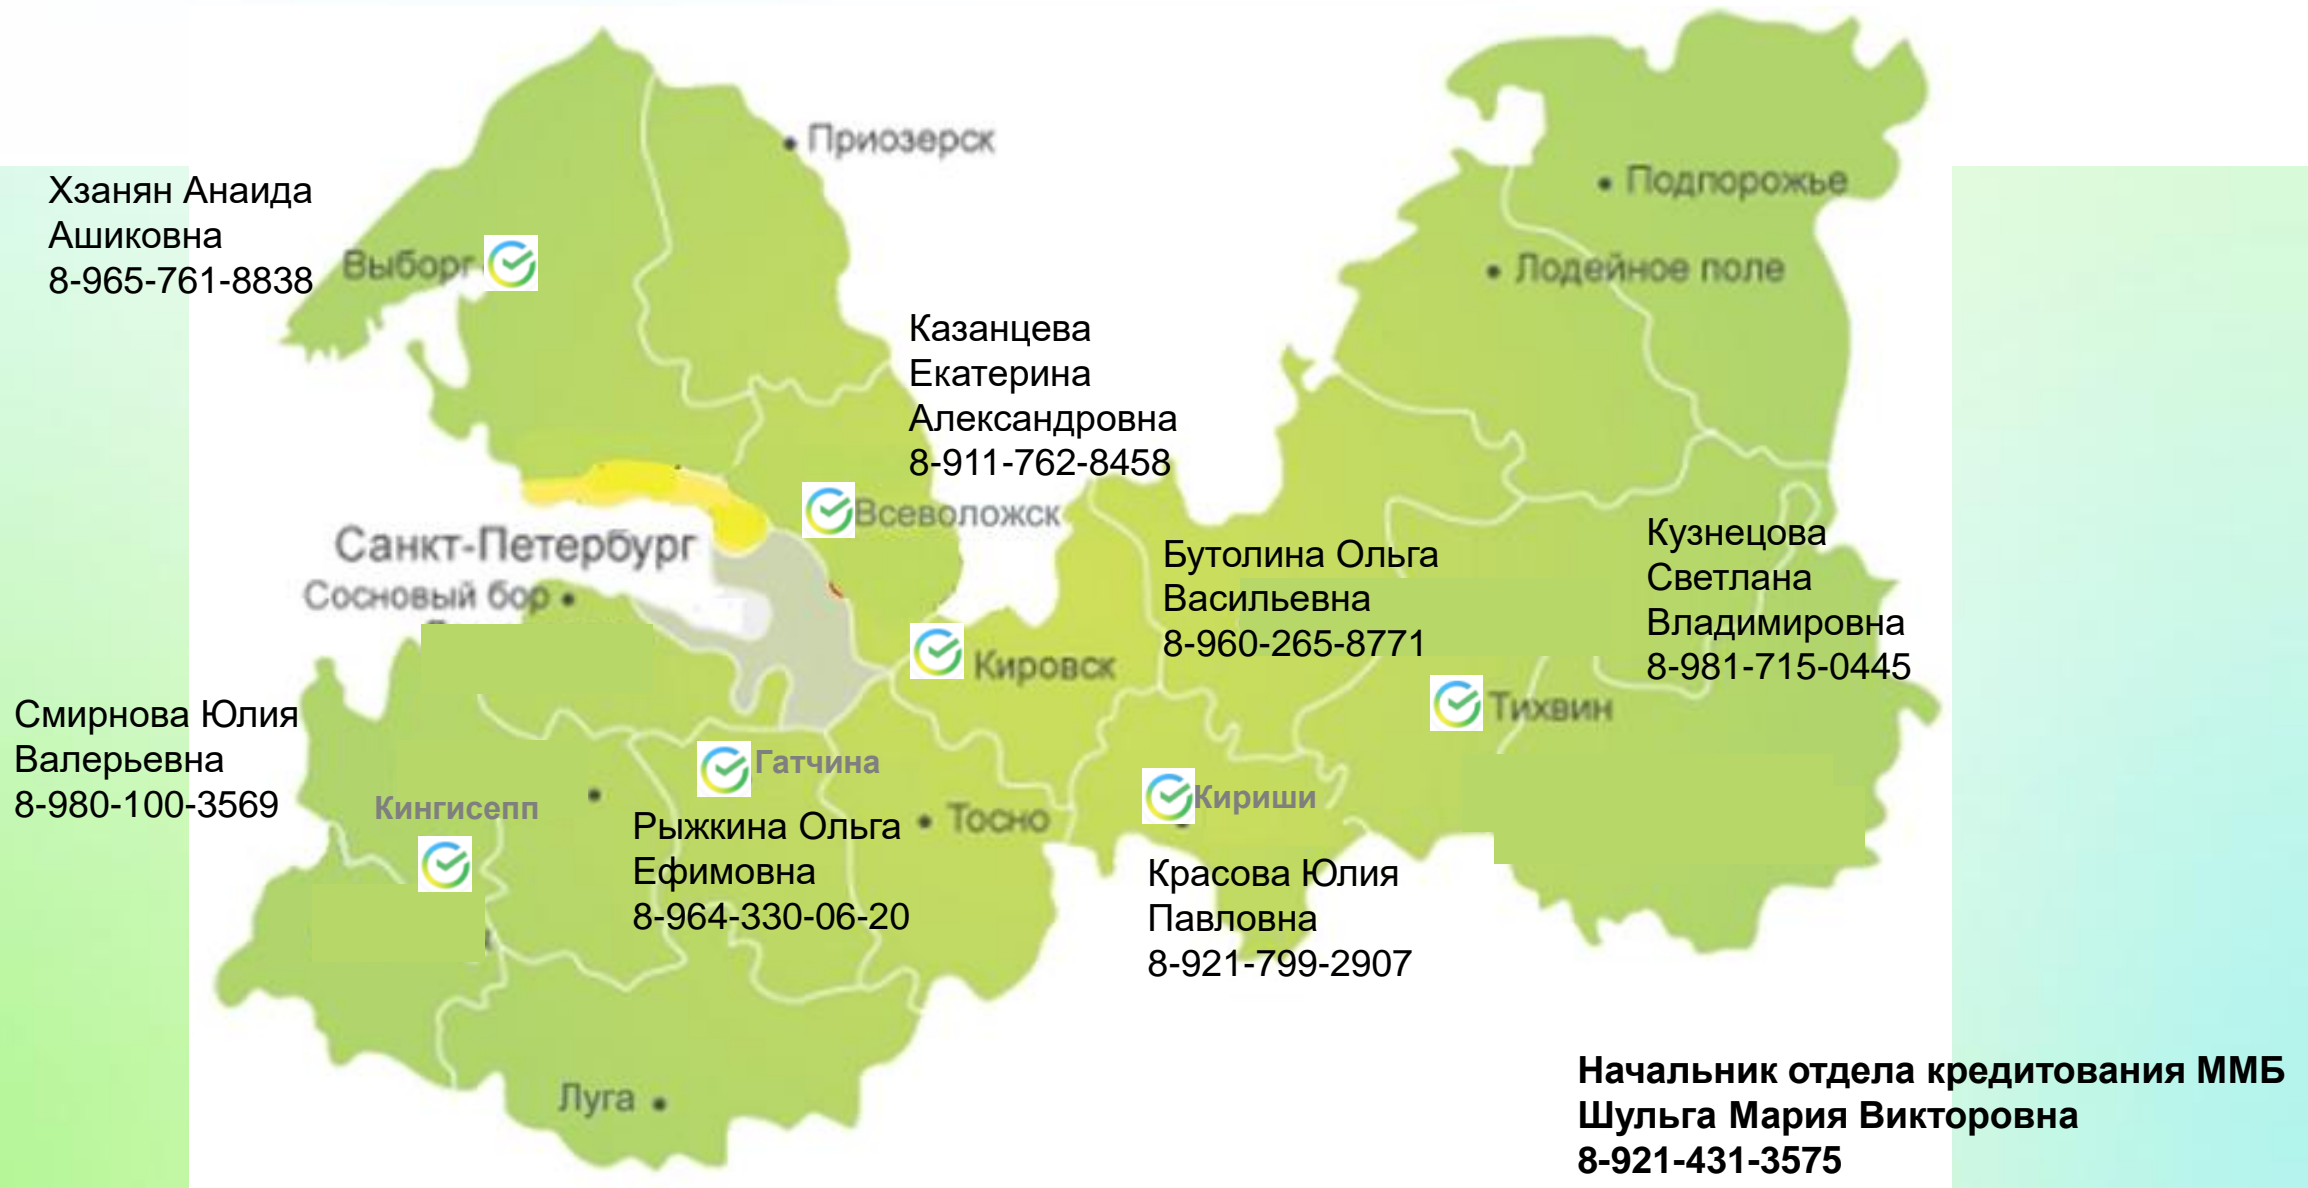 Приозерск
Подпорожье
Хзанян Анаида
Ашиковна
8-965-761-8838
Выборг
Лодейное поле
Казанцева
Екатерина
Александровна
8-911-762-8458
Всеволожск
Санкт-Петербург
Сосновый бор
Бутолина Ольга
Васильевна
8-960-265-8771
Кузнецова
Светлана
Владимировна
8-981-715-0445
Кировск
Тихвин
Смирнова Юлия
Валерьевна
8-980-100-3569
Кингисепп
Гатчина
Рыжкина Ольга
Ефимовна
8-964-330-06-20
Тосно
Кириши
Красова Юлия
Павловна
8-921-799-2907
Луга
Начальник отдела кредитования ММБ
Шульга Мария Викторовна
8-921-431-3575